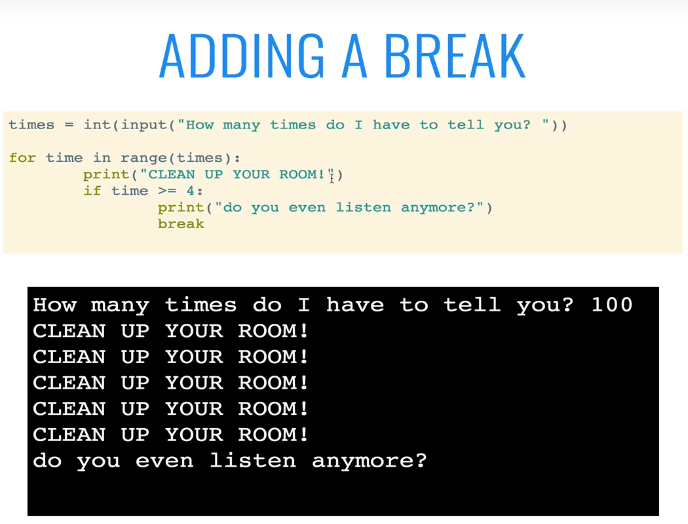 ADDING A BREAK
times = int(input("How many times do I have to tell you? "))
for time in range(times):
print("CLEAN UP YOUR ROOM!")
if time >= 4:
print("do you even listen anymore?")
break
How many times do I have to tell you? 100
CLEAN UP YOUR ROOM!
CLEAN UP YOUR ROOM!
CLEAN UP YOUR ROOM!
CLEAN UP YOUR ROOM!
CLEAN UP YOUR ROOM!
do you even listen anymore?